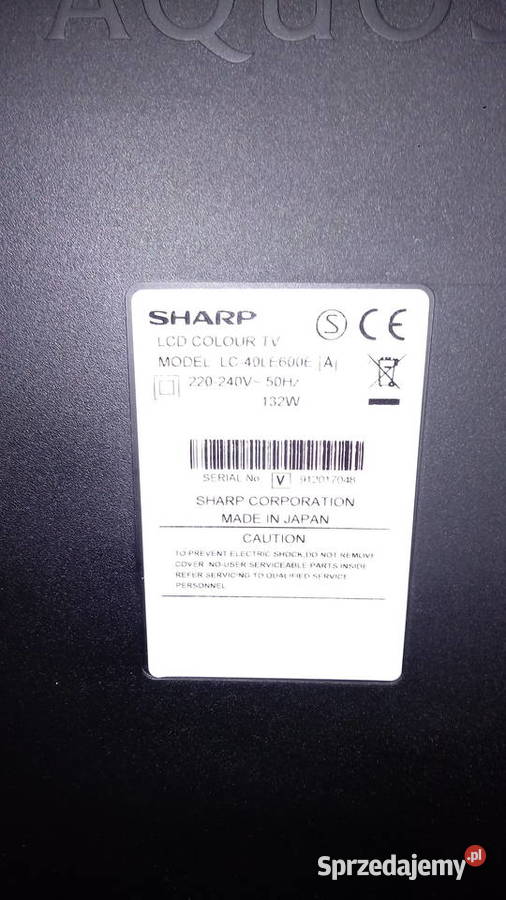 AQUOS
SHARP
S CE
LCD COLOUR TV
MODEL LC-40LE600E [A]
220-240V~ 50Hz
132W
SERIAL No V 912017048
SHARP CORPORATION
MADE IN JAPAN
CAUTION
TO PREVENT ELECTRIC SHOCK,DO NOT REMOVE
COVER. NO-USER SERVICEABLE PARTS INSIDE
REFER SERVICING TO QUALIFIED SERVICE
PERSONNEL
Sprzedajemy.pl